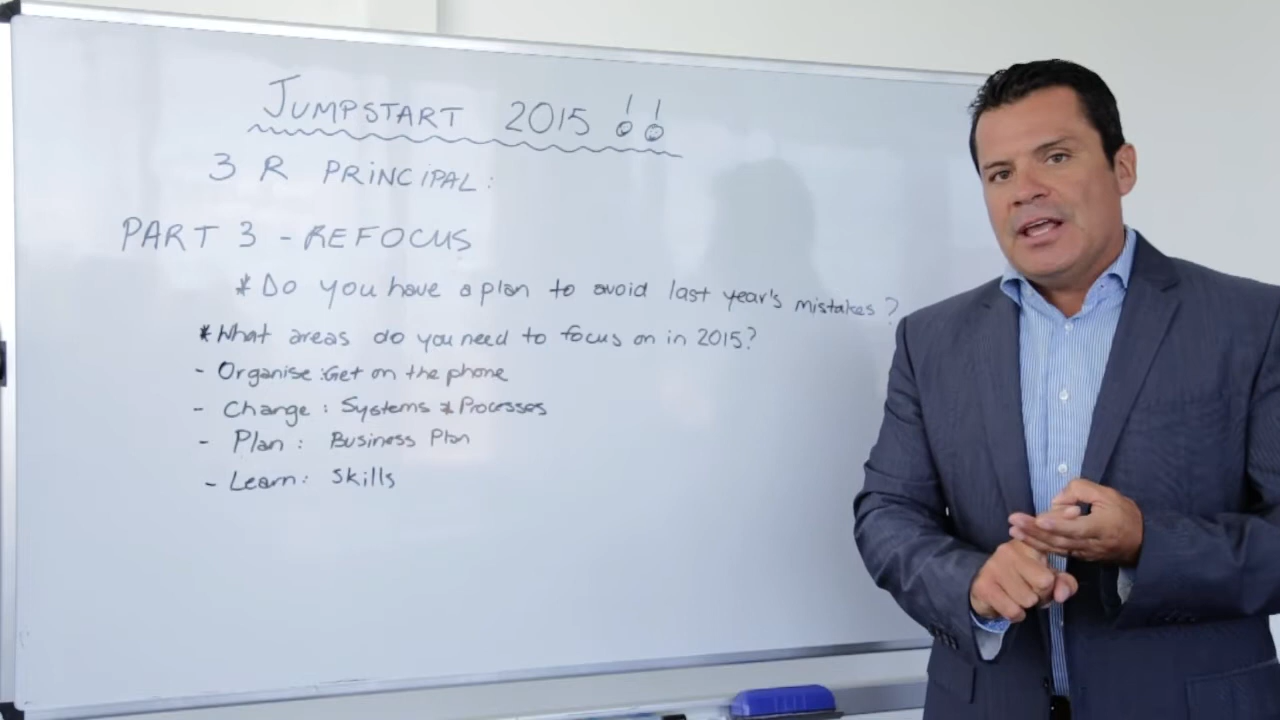 JUMPSTART 2015 !!
3 R PRINCIPAL:
PART 3 - REFOCUS
* Do you have a plan to avoid last year's mistakes?
* What areas do you need to focus on in 2015?
- Organise: Get on the phone
- Change: Systems & Processes
- Plan: Business Plan
- Learn: Skills